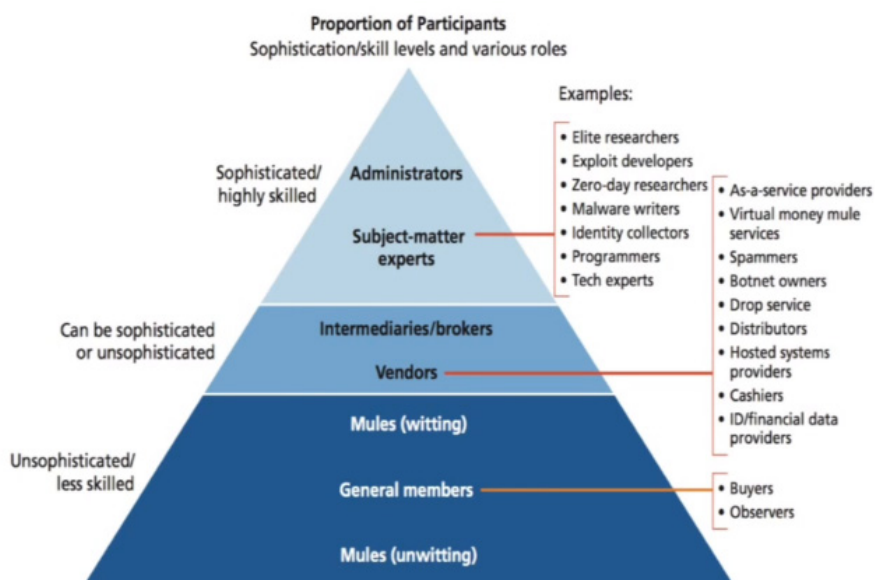 Proportion of Participants
Sophistication/skill levels and various roles
Sophisticated/
highly skilled
Administrators
Subject-matter
experts
Examples:
• Elite researchers
• Exploit developers
• Zero-day researchers
• Malware writers
• Identity collectors
• Programmers
• Tech experts
• As-a-service providers
• Virtual money mule
services
• Spammers
• Botnet owners
• Drop service
• Distributors
• Hosted systems
providers
• Cashiers
• ID/financial data
providers
Can be sophisticated
or unsophisticated
Intermediaries/brokers
Vendors
Unsophisticated/
less skilled
Mules (witting)
General members
Mules (unwitting)
• Buyers
• Observers